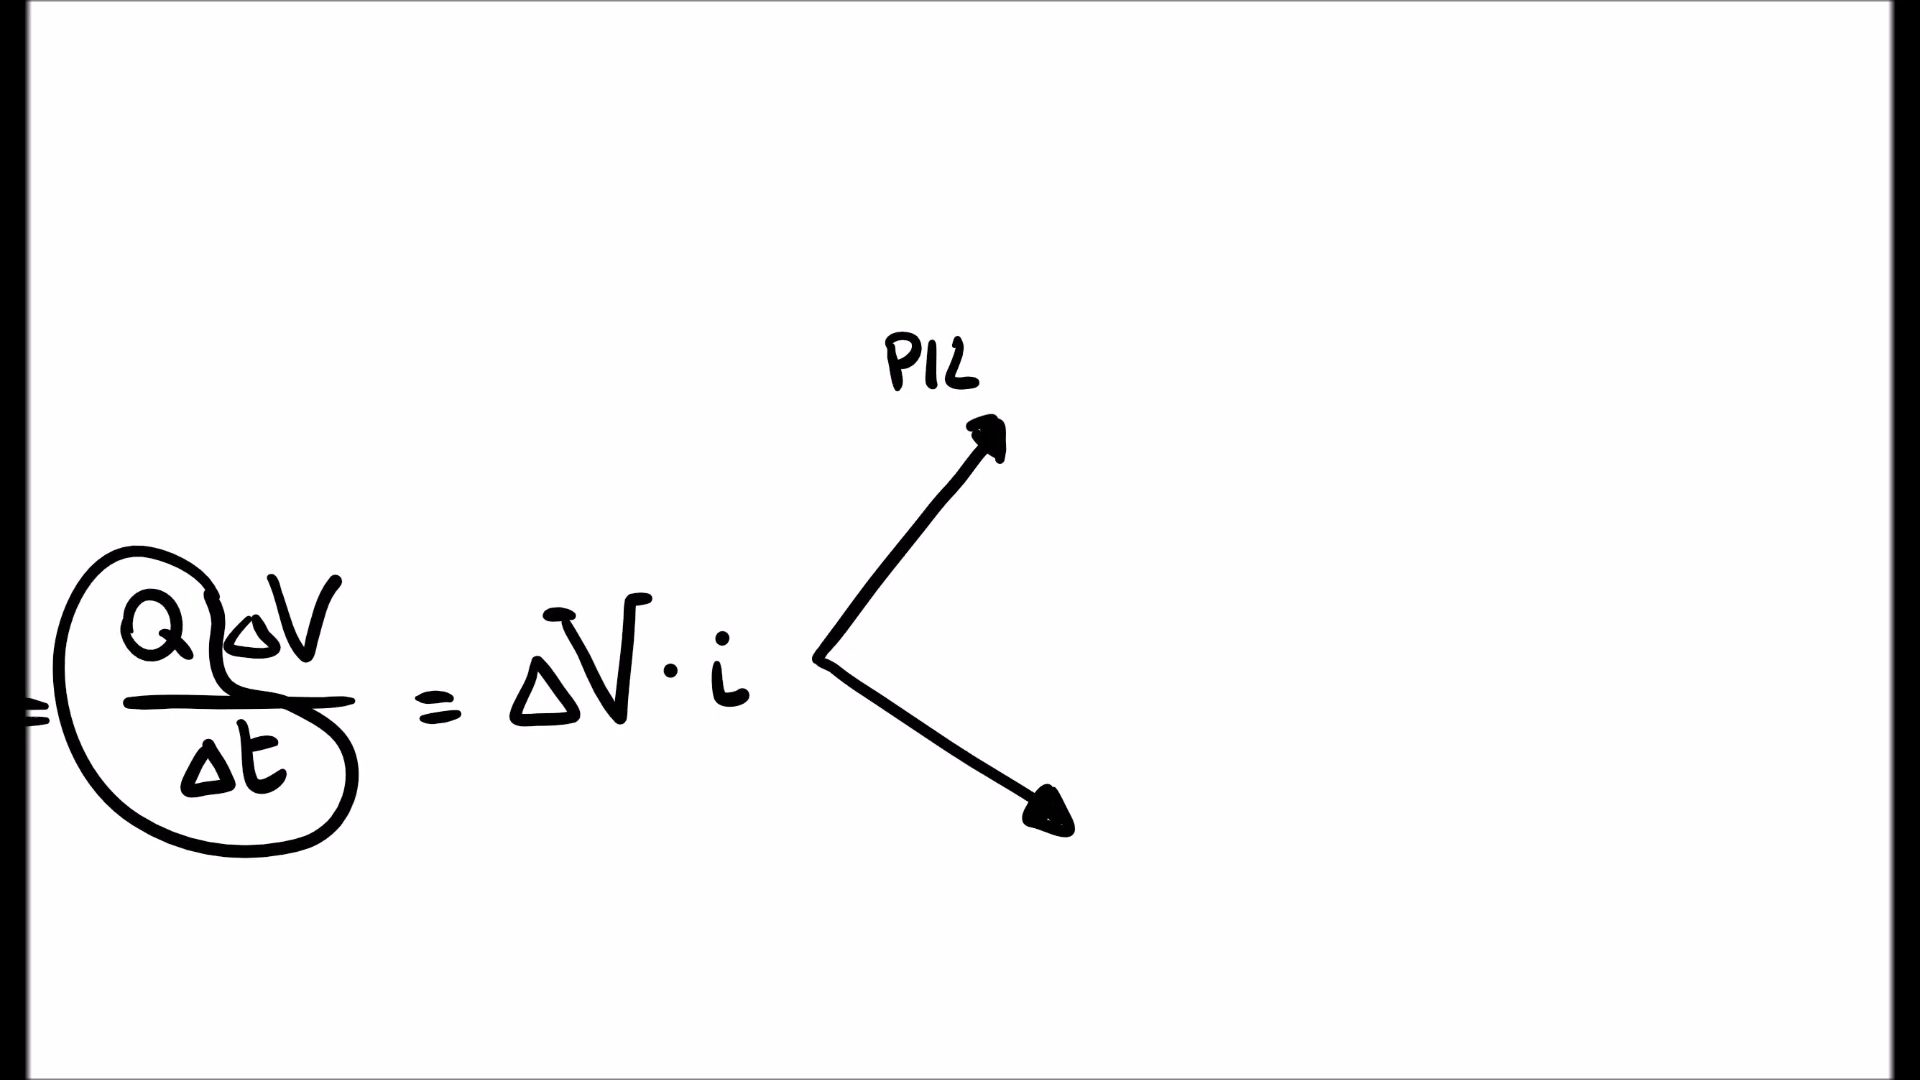 PIL
= Q ΔV / Δt = ΔV · i